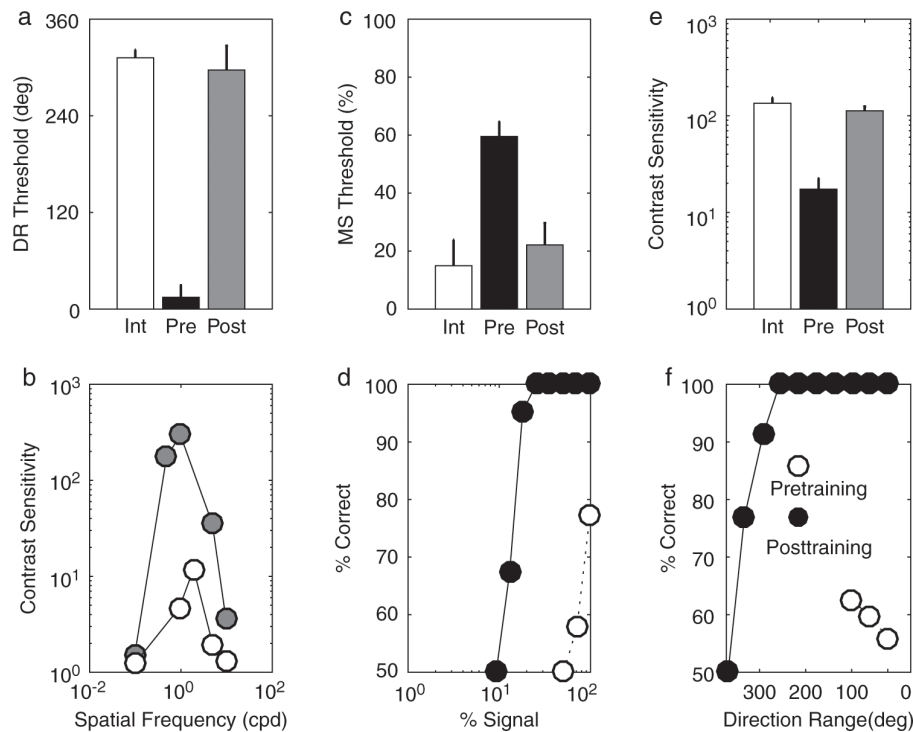 a
360
240
120
0
DR Threshold (deg)
Int Pre Post
c
100
80
60
40
20
0
MS Threshold (%)
Int Pre Post
e
10³
10²
10¹
10⁰
Contrast Sensitivity
Int Pre Post
b
10³
10²
10¹
10⁰
Contrast Sensitivity
10⁻² 10⁰ 10²
Spatial Frequency (cpd)
d
100
90
80
70
60
50
% Correct
10⁰ 10¹ 10²
% Signal
f
100
90
80
70
60
50
% Correct
Pretraining
Posttraining
300 200 100 0
Direction Range(deg)